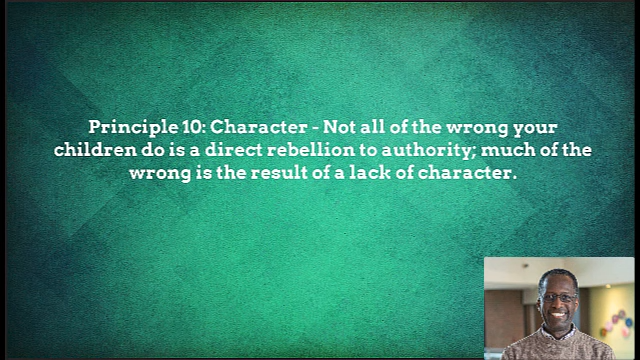 Principle 10: Character - Not all of the wrong your
children do is a direct rebellion to authority; much of the
wrong is the result of a lack of character.